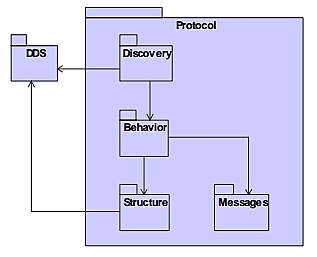 Protocol
DDS
Discovery
Behavior
Structure
Messages